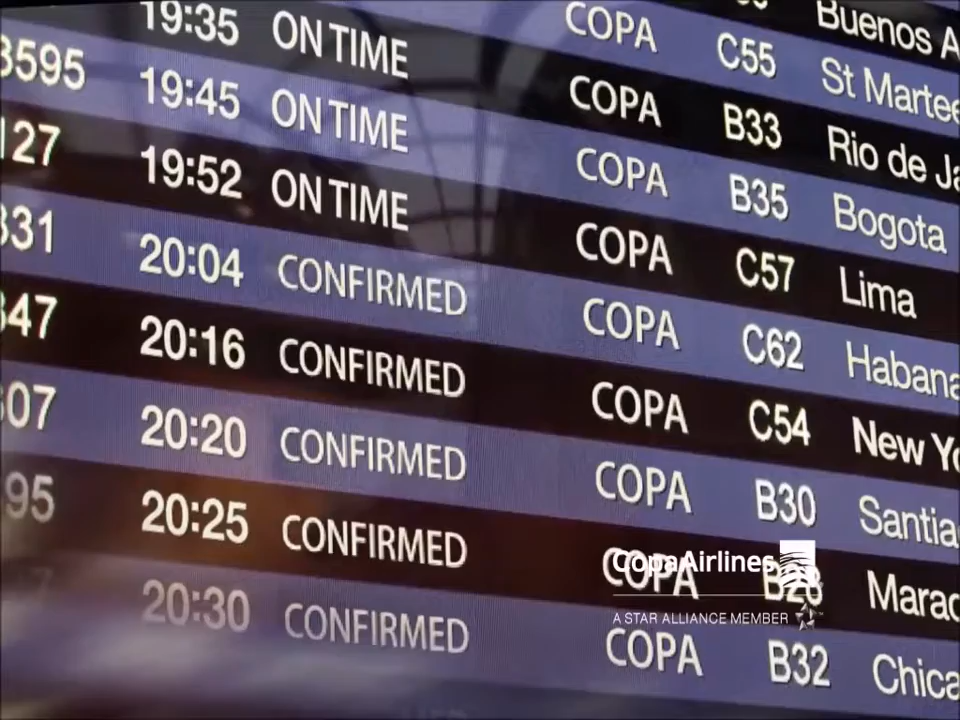 Buenos A
COPA C55 St Martee
19:35 ON TIME COPA B33 Rio de Ja
3595 19:45 ON TIME COPA B35 Bogota
127 19:52 ON TIME COPA C57 Lima
331 20:04 CONFIRMED COPA C62 Habana
47 20:16 CONFIRMED COPA C54 New Yo
07 20:20 CONFIRMED COPA B30 Santia
95 20:25 CONFIRMED COPA B28 Marac
20:30 CONFIRMED COPA B32 Chica
CopaAirlines
A STAR ALLIANCE MEMBER